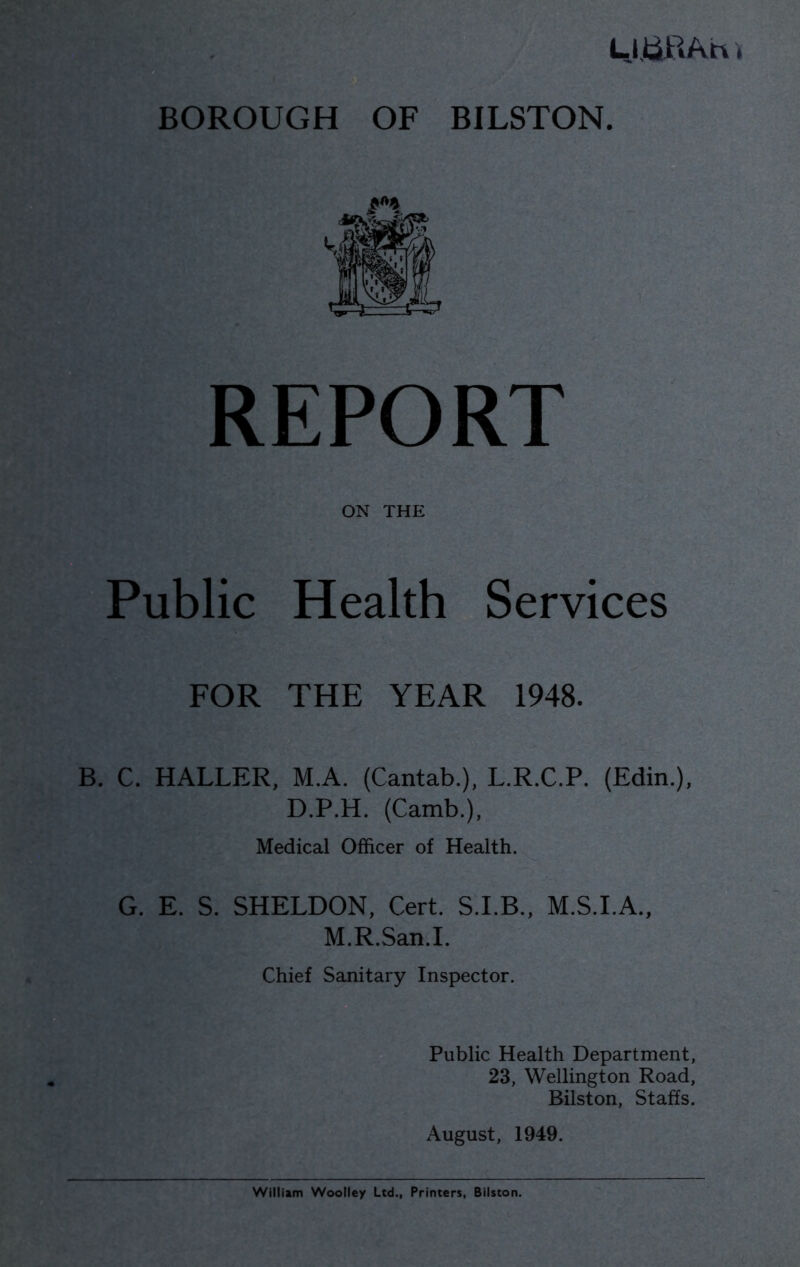 LIBRARY
BOROUGH OF BILSTON.
REPORT
ON THE
Public Health Services
FOR THE YEAR 1948.
B. C. HALLER, M.A. (Cantab.), L.R.C.P. (Edin.),
D.P.H. (Camb.),
Medical Officer of Health.
G. E. S. SHELDON, Cert. S.I.B., M.S.I.A.,
M.R.San.I.
Chief Sanitary Inspector.
Public Health Department,
23, Wellington Road,
Bilston, Staffs.
August, 1949.
William Woolley Ltd., Printers, Bilston.